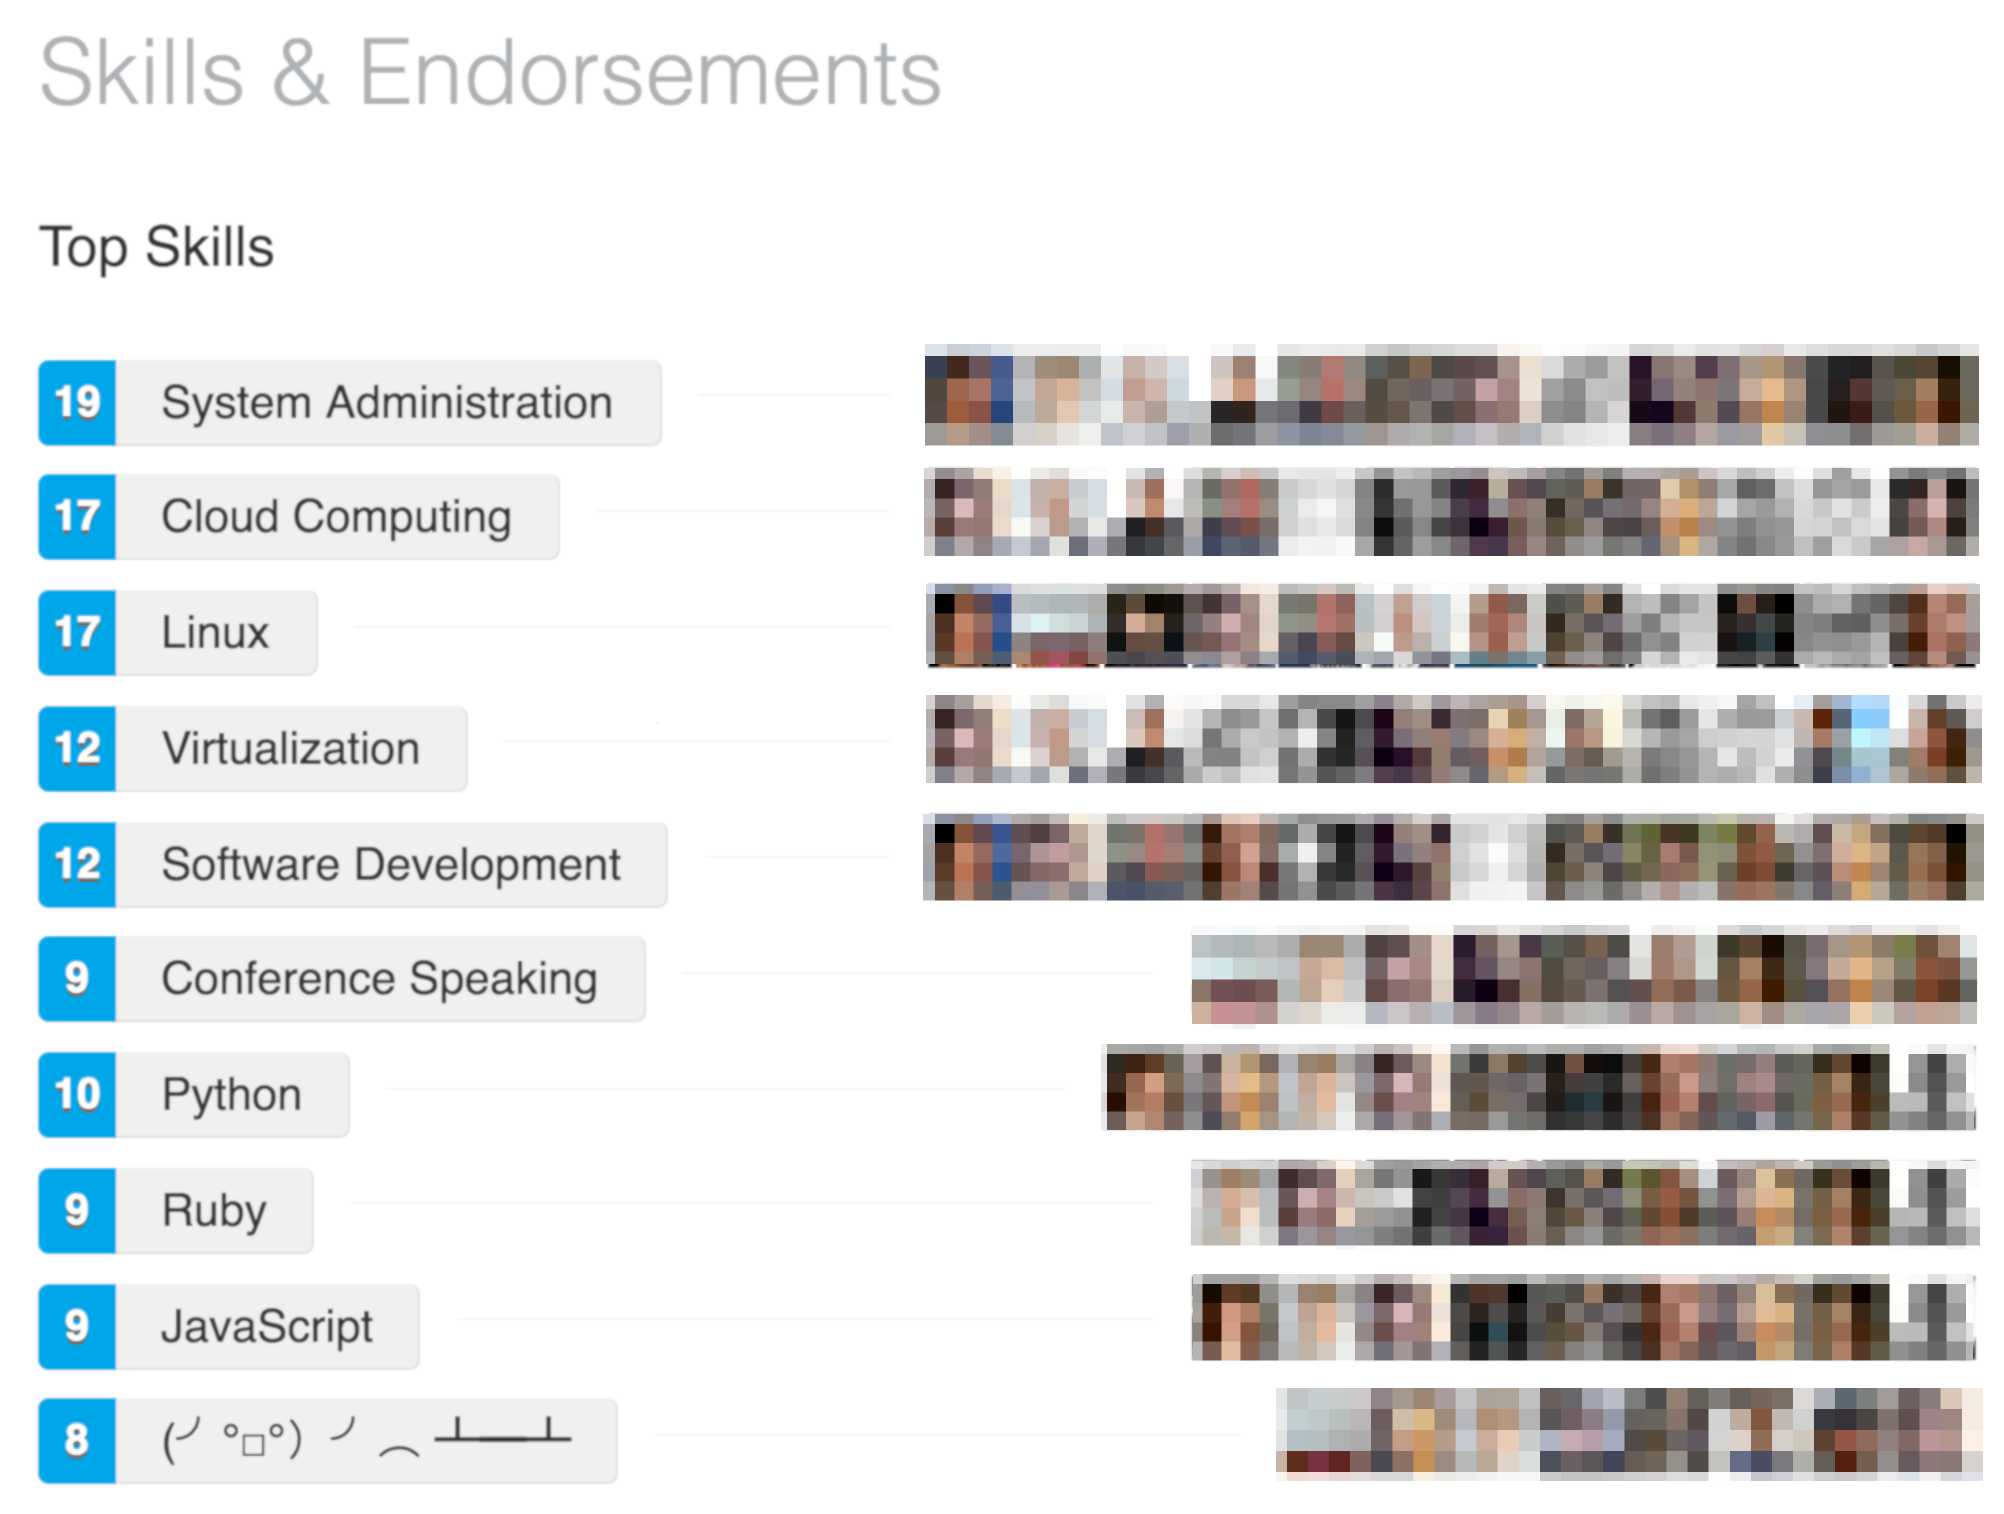 Skills & Endorsements
Top Skills
19 System Administration
17 Cloud Computing
17 Linux
12 Virtualization
12 Software Development
9 Conference Speaking
10 Python
9 Ruby
9 JavaScript
8 (╯°□°）╯︵ ┻━┻